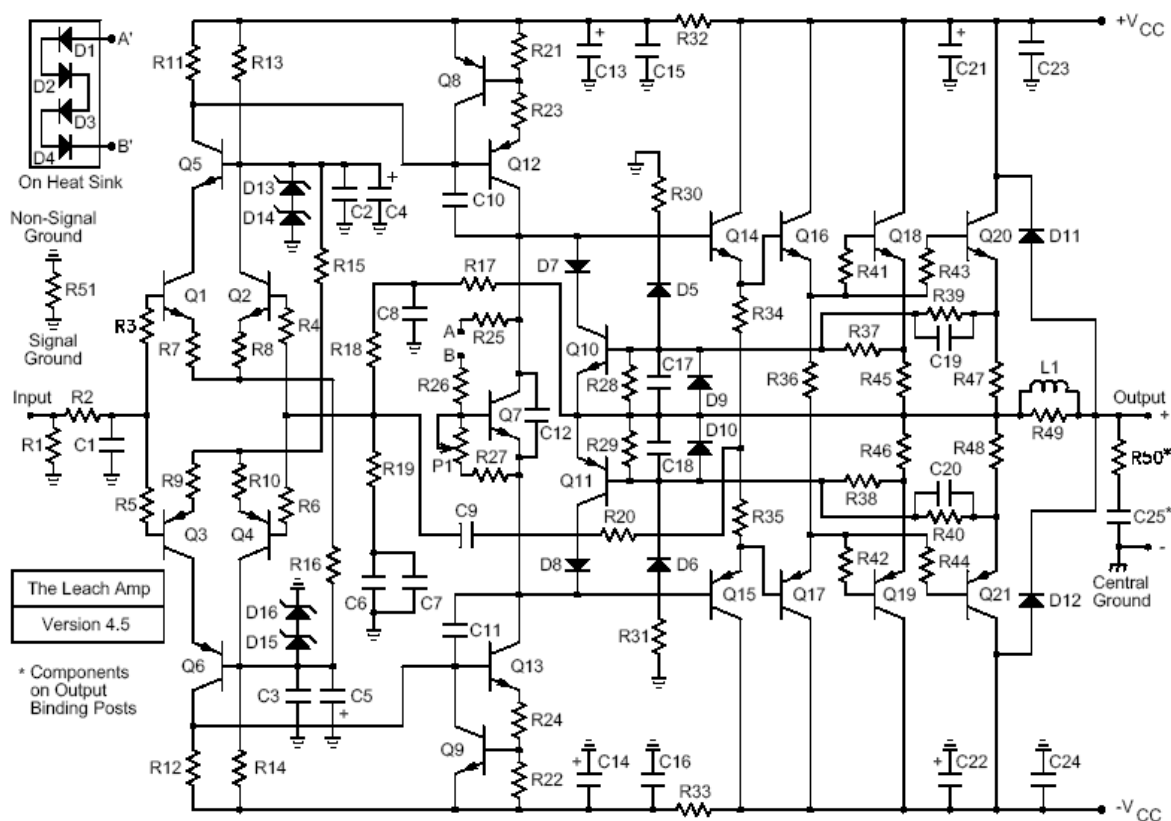 +VCC
R32
R11
R13
R21
C13
C15
C21
C23
+
+
D1
A'
D2
D3
D4
B'
On Heat Sink
Q8
R23
Q5
Q12
D13
D14
C2
C4
+
C10
R30
Non-Signal
Ground
R51
Signal
Ground
R15
Q14
Q16
Q18
Q20
D11
R41
R43
Q1
Q2
R3
R4
R7
R8
C8
R17
D7
D5
R34
R39
C19
R18
A
B
R25
R26
Q10
R28
C17
D9
R37
R36
R45
R47
L1
Input
R2
R1
C1
Q7
C12
P1
R27
R29
C18
D10
R46
R48
R49
Output
+
R50*
R19
Q11
R38
C20
R40
R5
R9
R10
R6
C9
R20
R35
C25*
-
Q3
Q4
R16
C6
C7
D8
D6
R42
R44
Central
Ground
The Leach Amp
Version 4.5
D16
D15
C11
Q15
Q17
Q19
Q21
D12
R31
Q6
Q13
* Components
on Output
Binding Posts
C3
C5
+
R24
Q9
R12
R14
R22
+
C14
C16
R33
+
C22
C24
-VCC